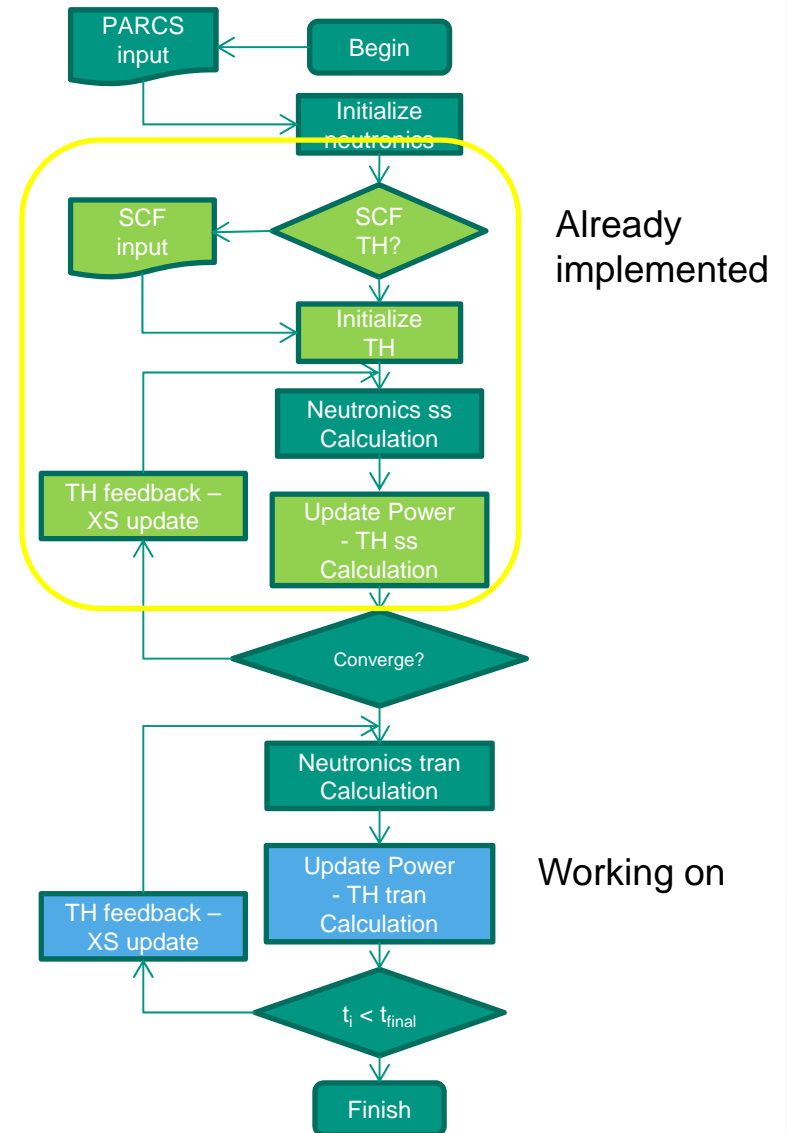 PARCS
input
Begin
Initialize
neutronics
SCF
input
SCF
TH?
Already
implemented
Initialize
TH
Neutronics ss
Calculation
TH feedback –
XS update
Update Power
- TH ss
Calculation
Converge?
Neutronics tran
Calculation
Update Power
- TH tran
Calculation
Working on
TH feedback –
XS update
tᵢ < t_final
Finish